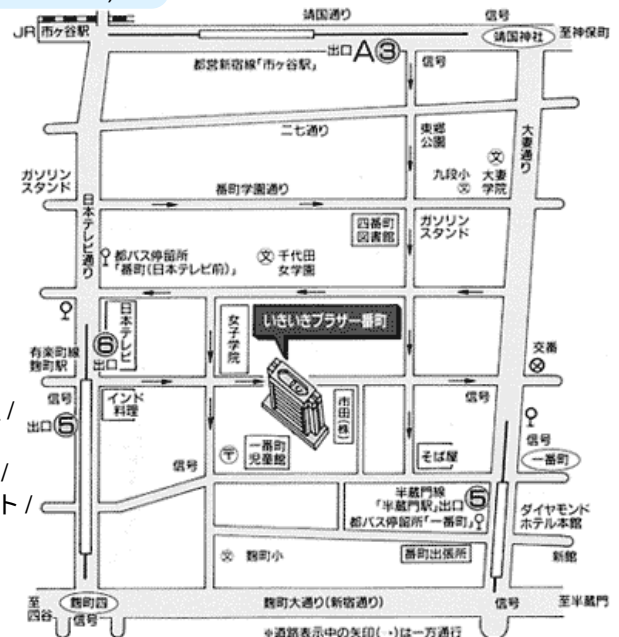 靖国通り
信号
JR 市ヶ谷駅
靖国神社
至神保町
出口A③
都営新宿線「市ヶ谷駅」
信号
二七通り
東郷
公園
大妻通り
文
九段小
文
大妻
学院
ガソリン
スタンド
日本テレビ通り
番町学園通り
四番町
図書館
ガソリン
スタンド
都バス停留所
「番町(日本テレビ前)」
文 千代田
女学園
日本テレビ
女子学院
いきいきプラザ一番町
⑥
出口
有楽町線
麹町駅
交番
信号
出口⑤
インド
料理
市田(株)
信号
/
/
ト /
信号
〒
一番町
児童館
そば屋
信号
一番町
半蔵門線
「半蔵門駅」出口⑤
都バス停留所「一番町」
ダイヤモンド
ホテル本館
文 麹町小
番町出張所
新館
至
四谷
麹町四
信号
麹町大通り(新宿通り)
信号
至半蔵門
※道路表示中の矢印(→)は一方通行